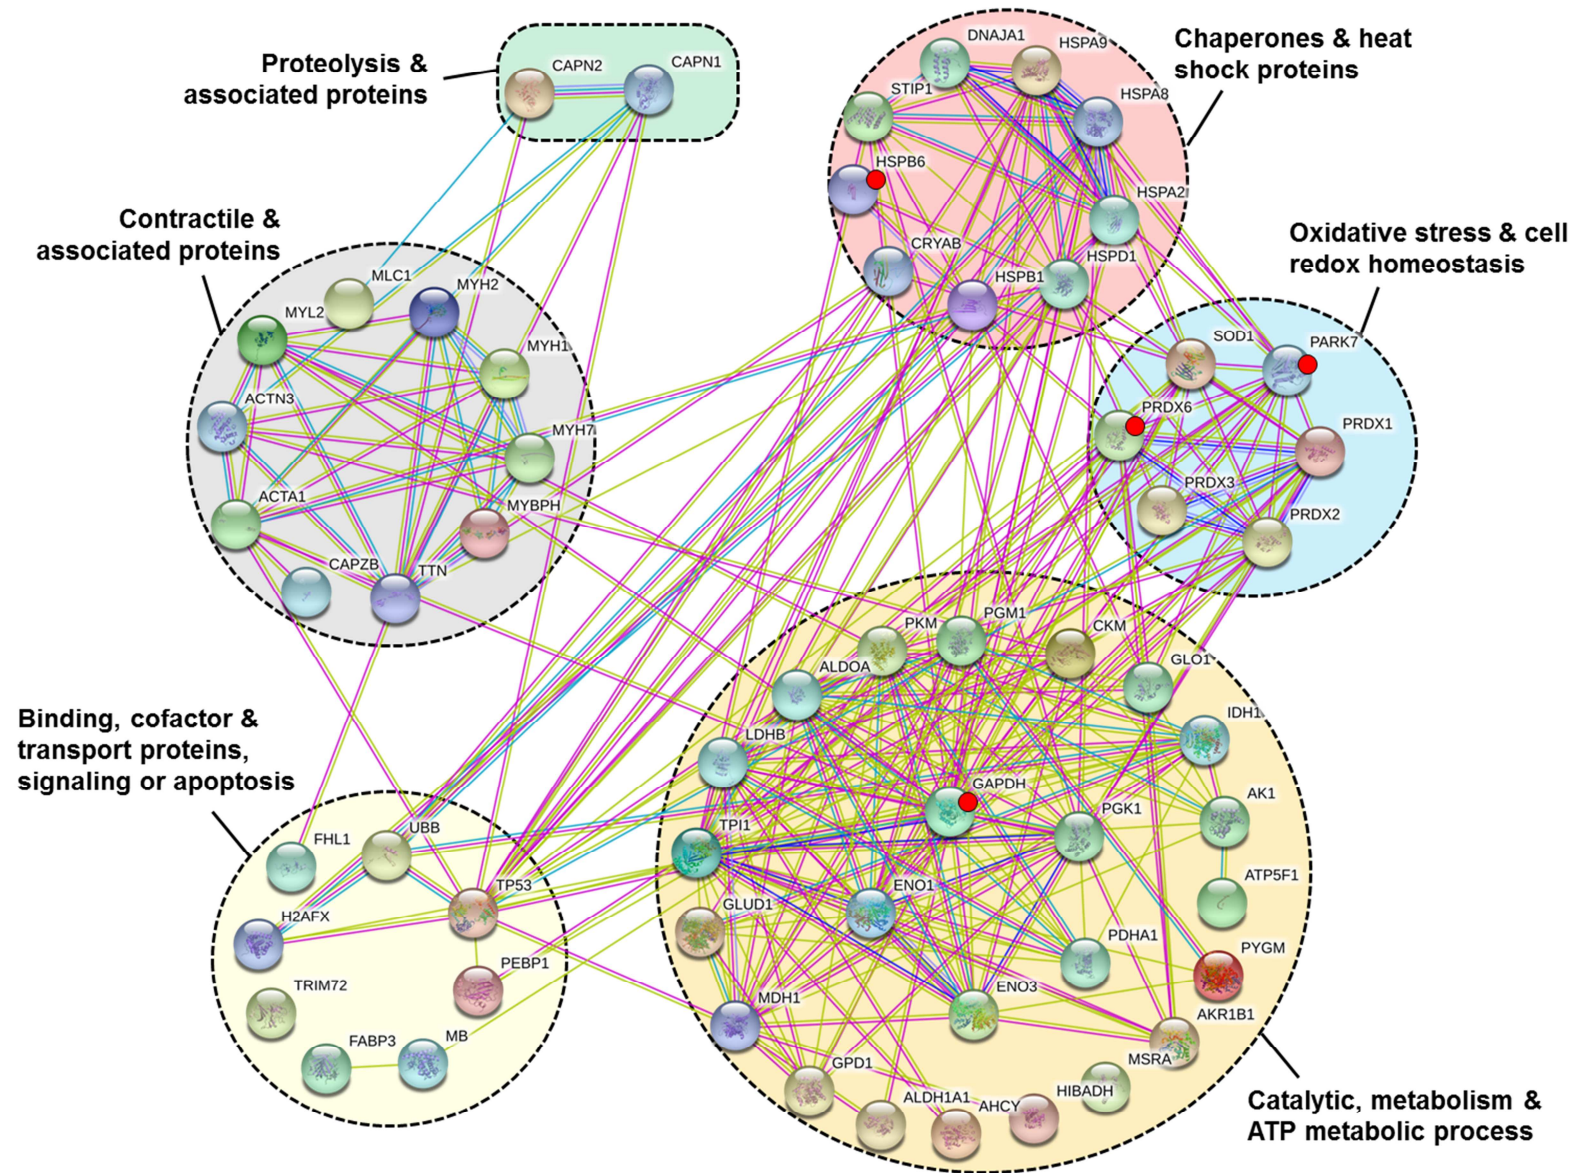 Proteolysis &
associated proteins
CAPN2
CAPN1
Chaperones & heat
shock proteins
DNAJA1
HSPA9
STIP1
HSPA8
HSPB6
HSPA2
CRYAB
HSPB1
HSPD1
Contractile &
associated proteins
MLC1
MYH2
MYL2
MYH1
ACTN3
MYH7
ACTA1
MYBPH
CAPZB
TTN
Oxidative stress & cell
redox homeostasis
SOD1
PARK7
PRDX6
PRDX1
PRDX3
PRDX2
Binding, cofactor &
transport proteins,
signaling or apoptosis
FHL1
UBB
TP53
H2AFX
PEBP1
TRIM72
FABP3
MB
PKM
PGM1
CKM
ALDOA
GLO1
LDHB
IDH1
GAPDH
PGK1
AK1
TPI1
ATP5F1
ENO1
GLUD1
PDHA1
PYGM
ENO3
MDH1
AKR1B1
MSRA
GPD1
HIBADH
ALDH1A1
AHCY
Catalytic, metabolism &
ATP metabolic process